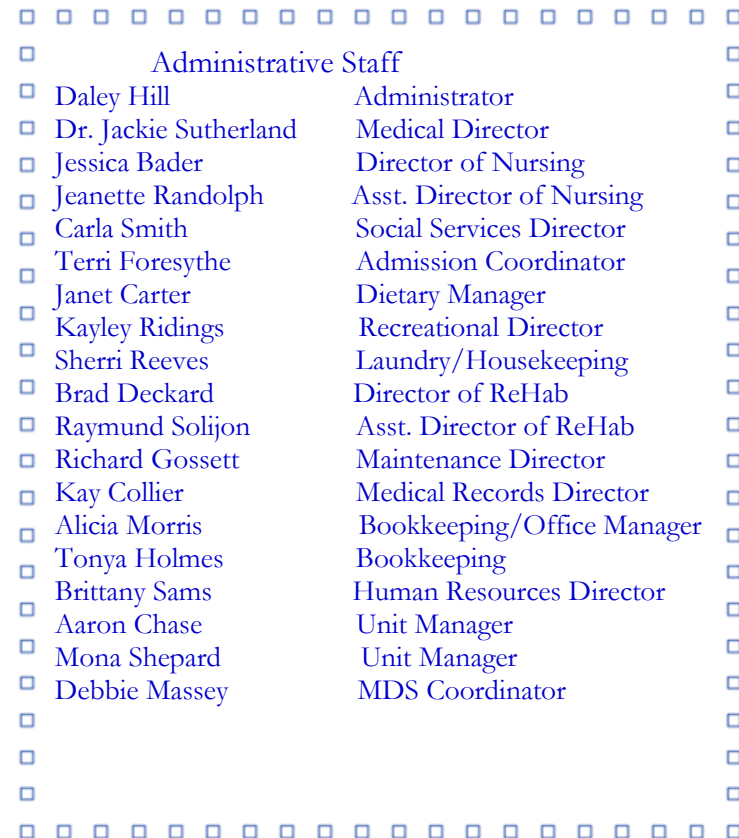 Administrative Staff
Daley Hill Administrator
Dr. Jackie Sutherland Medical Director
Jessica Bader Director of Nursing
Jeanette Randolph Asst. Director of Nursing
Carla Smith Social Services Director
Terri Foresythe Admission Coordinator
Janet Carter Dietary Manager
Kayley Ridings Recreational Director
Sherri Reeves Laundry/Housekeeping
Brad Deckard Director of ReHab
Raymund Solijon Asst. Director of ReHab
Richard Gossett Maintenance Director
Kay Collier Medical Records Director
Alicia Morris Bookkeeping/Office Manager
Tonya Holmes Bookkeeping
Brittany Sams Human Resources Director
Aaron Chase Unit Manager
Mona Shepard Unit Manager
Debbie Massey MDS Coordinator